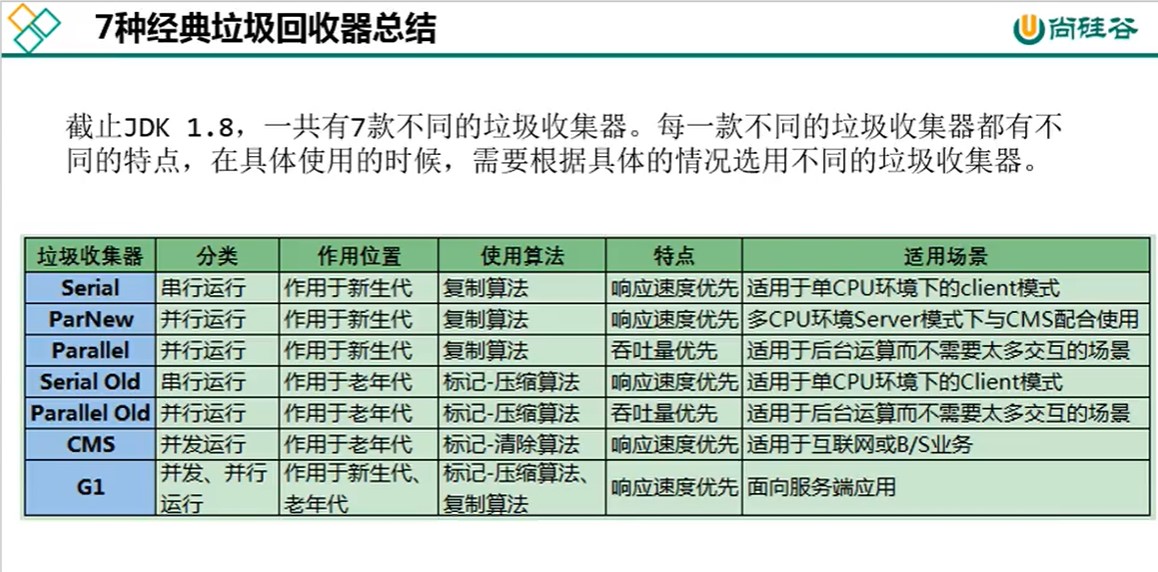 7种经典垃圾回收器总结
尚硅谷
截止JDK 1.8，一共有7款不同的垃圾收集器。每一款不同的垃圾收集器都有不
同的特点，在具体使用的时候，需要根据具体的情况选用不同的垃圾收集器。
垃圾收集器 分类 作用位置 使用算法 特点 适用场景
Serial 串行运行 作用于新生代 复制算法 响应速度优先 适用于单CPU环境下的client模式
ParNew 并行运行 作用于新生代 复制算法 响应速度优先 多CPU环境Server模式下与CMS配合使用
Parallel 并行运行 作用于新生代 复制算法 吞吐量优先 适用于后台运算而不需要太多交互的场景
Serial Old 串行运行 作用于老年代 标记-压缩算法 响应速度优先 适用于单CPU环境下的Client模式
Parallel Old 并行运行 作用于老年代 标记-压缩算法 吞吐量优先 适用于后台运算而不需要太多交互的场景
CMS 并发运行 作用于老年代 标记-清除算法 响应速度优先 适用于互联网或B/S业务
G1 并发、并行 作用于新生代、 标记-压缩算法、 响应速度优先 面向服务端应用
运行 老年代 复制算法